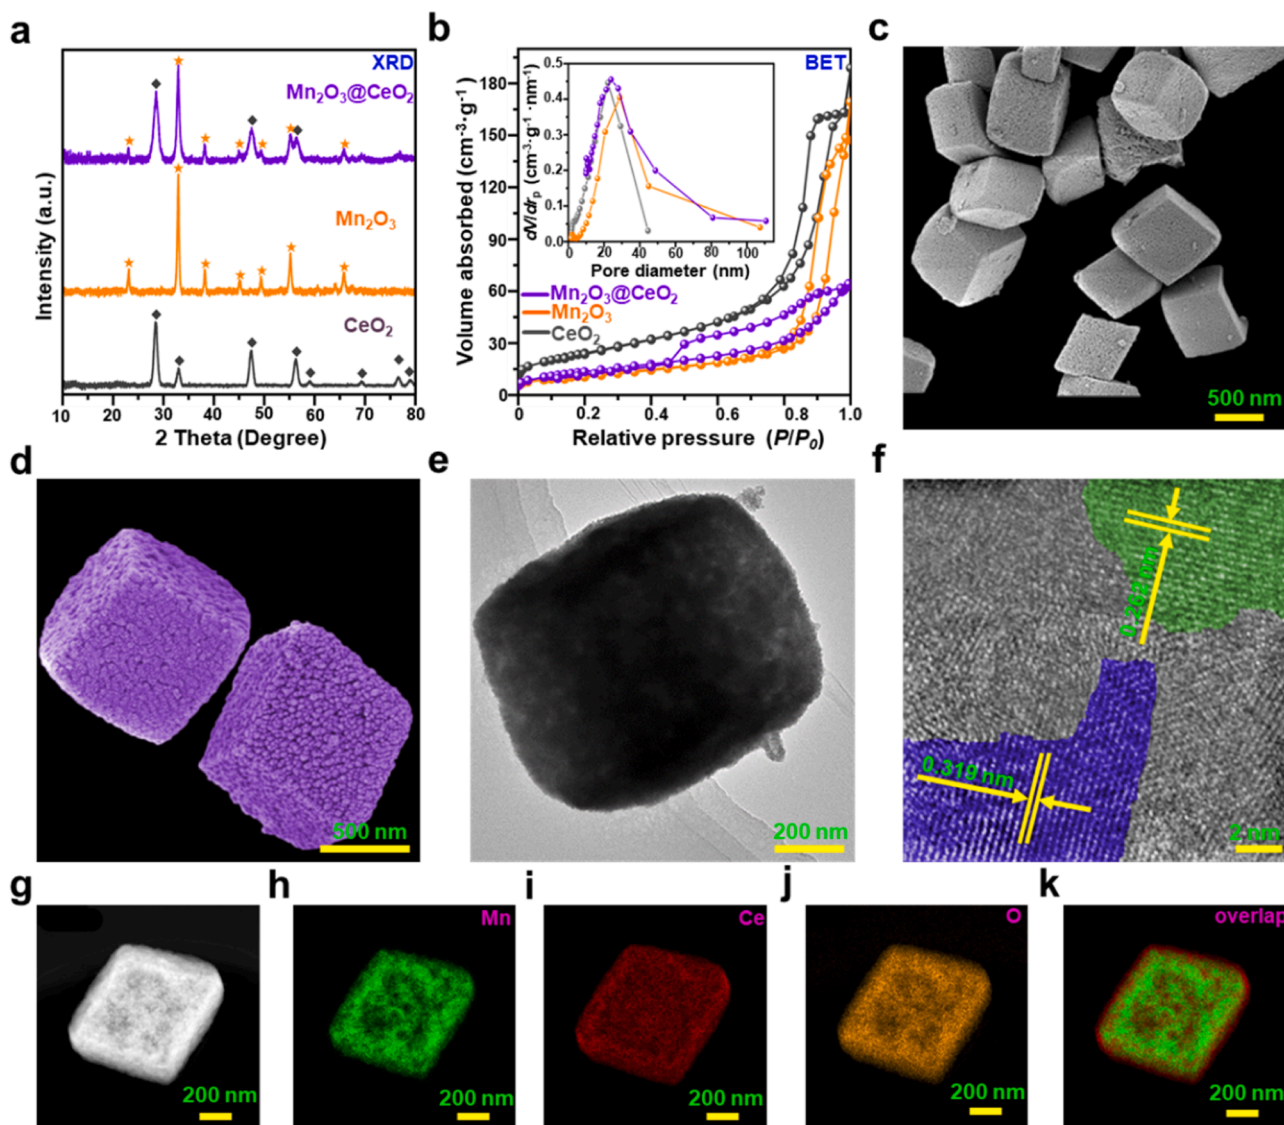 a
XRD
Mn₂O₃@CeO₂
Mn₂O₃
CeO₂
Intensity (a.u.)
10 20 30 40 50 60 70 80
2 Theta (Degree)
b
BET
180
150
120
90
60
30
0
Volume absorbed (cm⁻³·g⁻¹)
0.5
0.4
0.3
0.2
0.1
0.0
dV/drₚ (cm⁻³·g⁻¹·nm⁻¹)
0 20 40 60 80 100
Pore diameter (nm)
Mn₂O₃@CeO₂
Mn₂O₃
CeO₂
0 0.2 0.4 0.6 0.8 1.0
Relative pressure (P/P₀)
c
500 nm
d
500 nm
e
200 nm
f
0.262 nm
0.319 nm
2 nm
g
200 nm
h
Mn
200 nm
i
Ce
200 nm
j
O
200 nm
k
overlap
200 nm